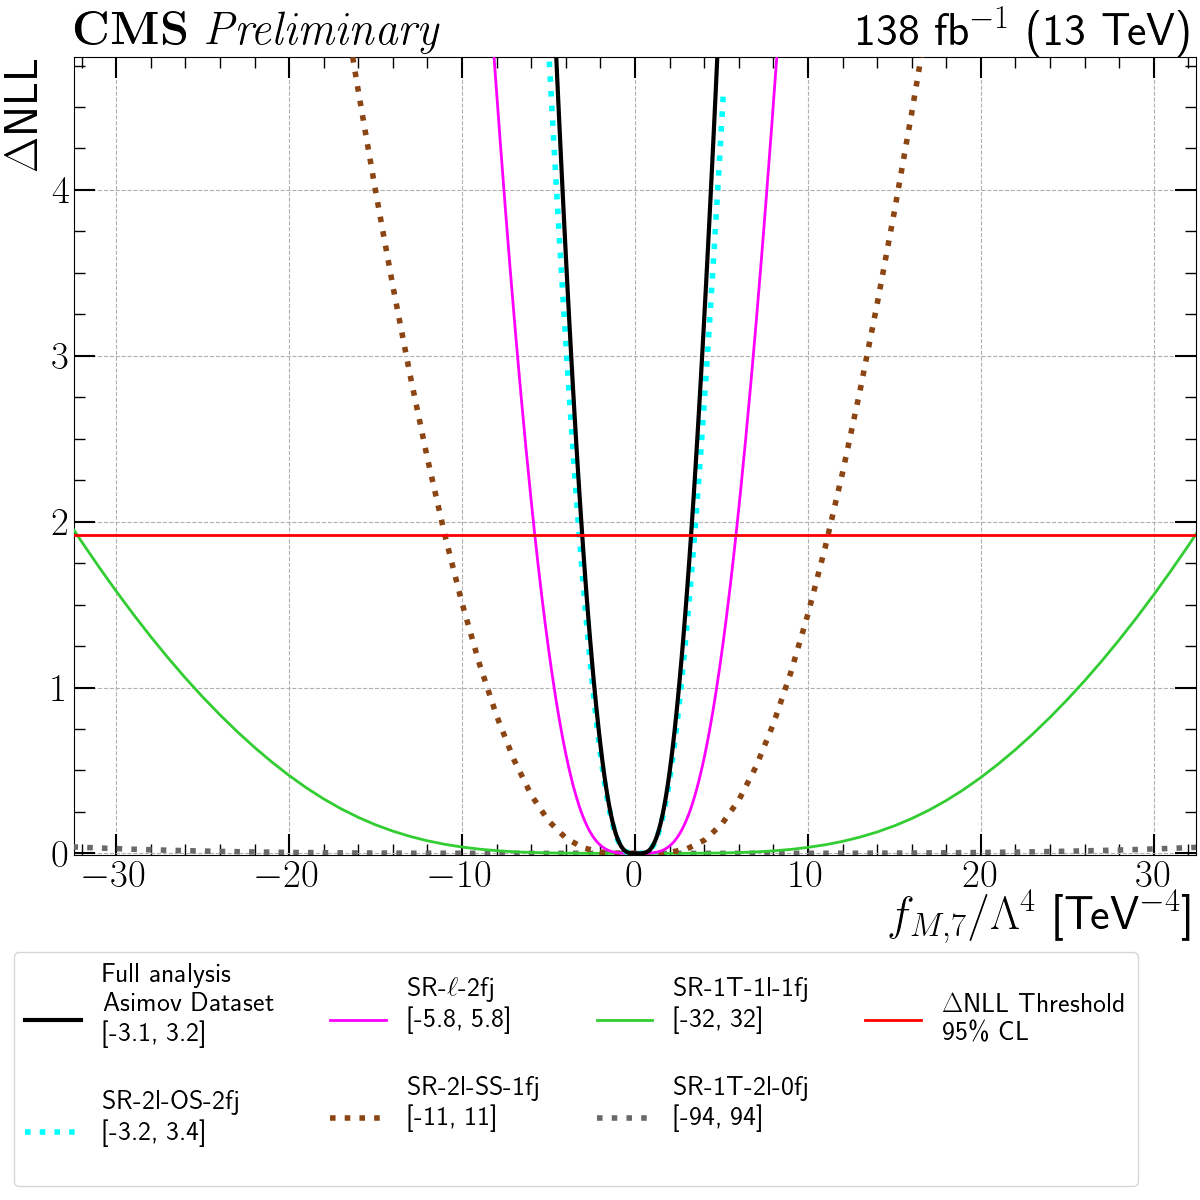 CMS Preliminary 138 fb⁻¹ (13 TeV)
ΔNLL
4
3
2
1
0
−30 −20 −10 0 10 20 30
f_{M,7}/Λ⁴ [TeV⁻⁴]
Full analysis
Asimov Dataset
[-3.1, 3.2]
SR-2l-OS-2fj
[-3.2, 3.4]
SR-ℓ-2fj
[-5.8, 5.8]
SR-2l-SS-1fj
[-11, 11]
SR-1T-1l-1fj
[-32, 32]
SR-1T-2l-0fj
[-94, 94]
ΔNLL Threshold
95% CL